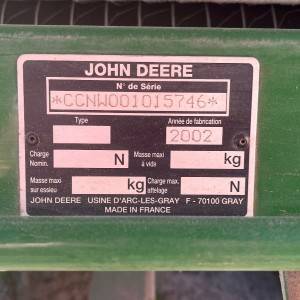 JOHN DEERE
N° de Série
*CCNW001015746*
Type Année de fabrication
2002
Charge Nomin. N Masse maxi à vide kg
Masse maxi sur essieu kg Charge max. affelage N
JOHN DEERE USINE D'ARC-LES-GRAY F - 70100 GRAY
MADE IN FRANCE